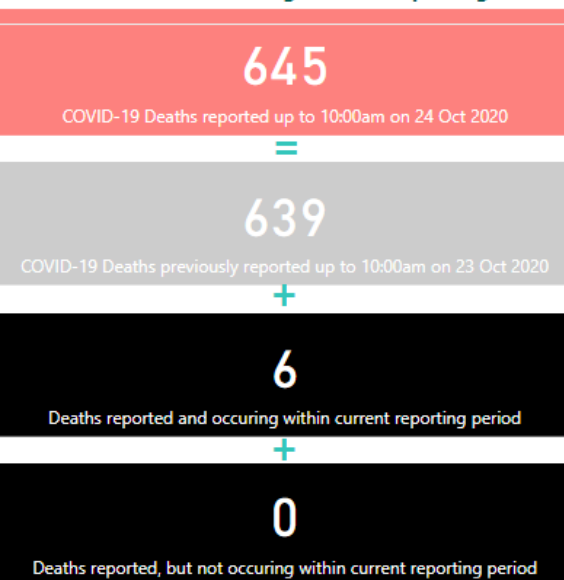 645
COVID-19 Deaths reported up to 10:00am on 24 Oct 2020
=
639
COVID-19 Deaths previously reported up to 10:00am on 23 Oct 2020
+
6
Deaths reported and occuring within current reporting period
+
0
Deaths reported, but not occuring within current reporting period